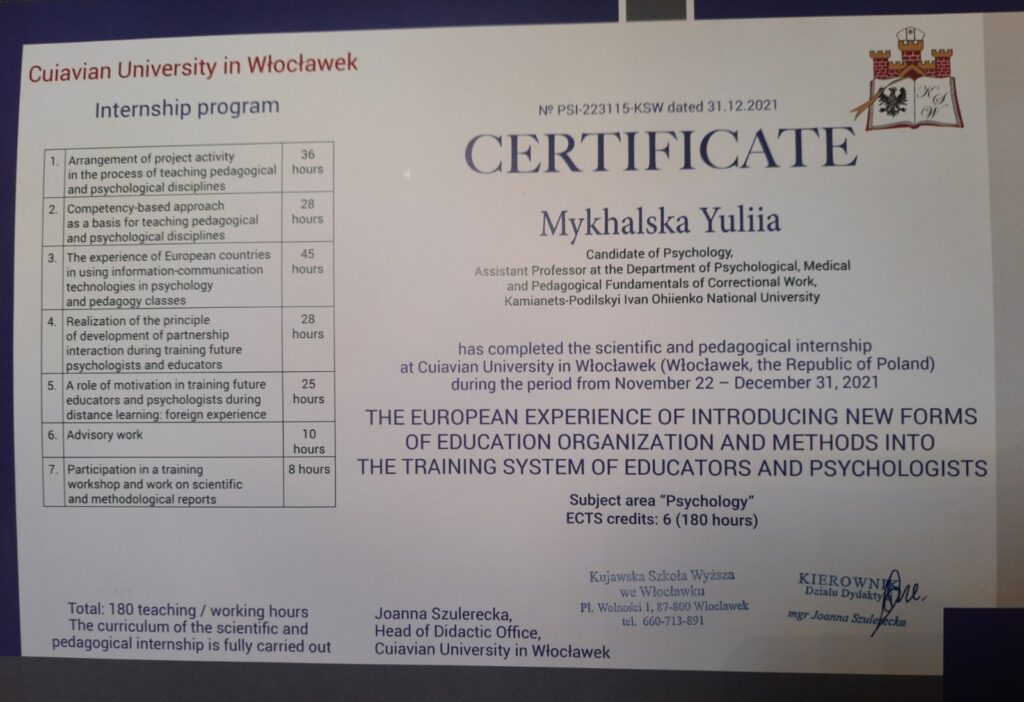 Cuiavian University in Włocławek
Internship program
1. Arrangement of project activity
in the process of teaching pedagogical
and psychological disciplines
36
hours
2. Competency-based approach
as a basis for teaching pedagogical
and psychological disciplines
28
hours
3. The experience of European countries
in using information-communication
technologies in psychology
and pedagogy classes
45
hours
4. Realization of the principle
of development of partnership
interaction during training future
psychologists and educators
28
hours
5. A role of motivation in training future
educators and psychologists during
distance learning: foreign experience
25
hours
6. Advisory work
10
hours
7. Participation in a training
workshop and work on scientific
and methodological reports
8 hours
Total: 180 teaching / working hours
The curriculum of the scientific and
pedagogical internship is fully carried out
KSW
№ PSI-223115-KSW dated 31.12.2021
CERTIFICATE
Mykhalska Yuliia
Candidate of Psychology,
Assistant Professor at the Department of Psychological, Medical
and Pedagogical Fundamentals of Correctional Work,
Kamianets-Podilskyi Ivan Ohiienko National University
has completed the scientific and pedagogical internship
at Cuiavian University in Włocławek (Włocławek, the Republic of Poland)
during the period from November 22 – December 31, 2021
THE EUROPEAN EXPERIENCE OF INTRODUCING NEW FORMS
OF EDUCATION ORGANIZATION AND METHODS INTO
THE TRAINING SYSTEM OF EDUCATORS AND PSYCHOLOGISTS
Subject area “Psychology”
ECTS credits: 6 (180 hours)
Joanna Szulerecka,
Head of Didactic Office,
Cuiavian University in Włocławek
Kujawska Szkoła Wyższa
we Włocławku
Pl. Wolności 1, 87-800 Włocławek
tel. 660-713-891
KIEROWNIK
Działu Dydaktyki
mgr Joanna Szulerecka